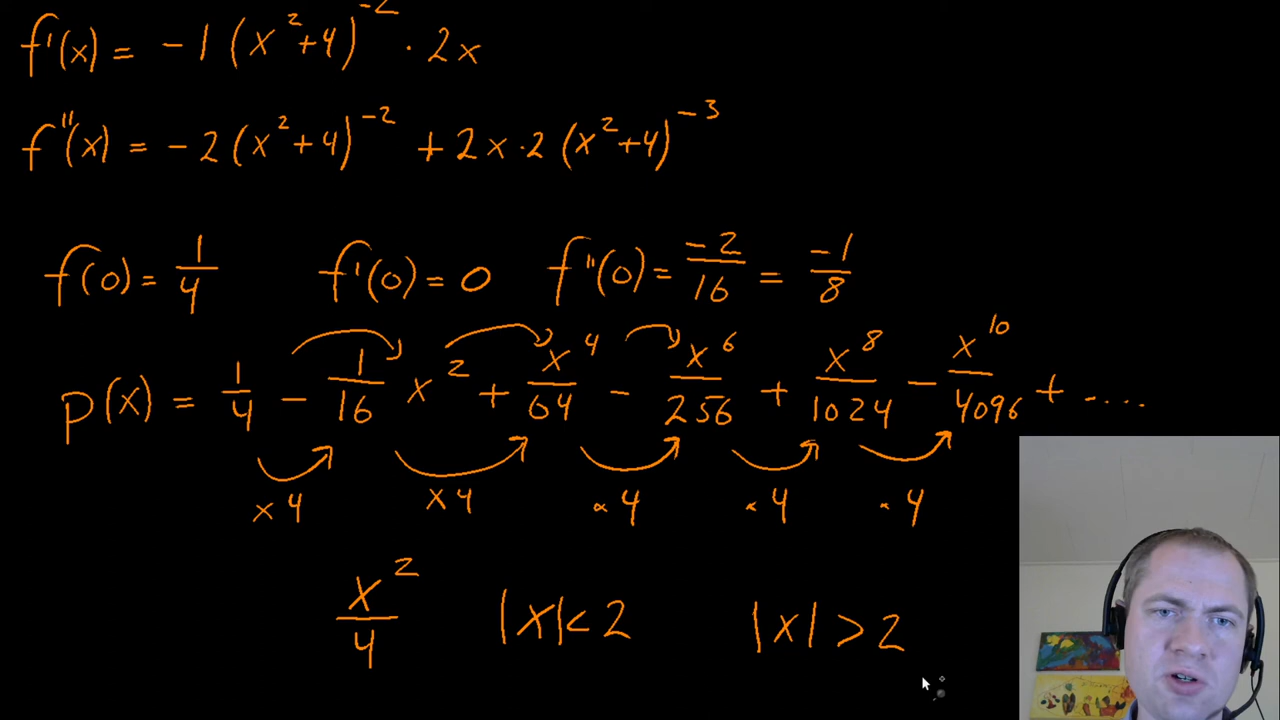 f'(x) = -1 (x²+4)⁻² · 2x
f''(x) = -2 (x²+4)⁻² + 2x·2 (x²+4)⁻³
f(0) = 1/4 f'(0) = 0 f''(0) = -2/16 = -1/8
p(x) = 1/4 - 1/16 x² + x⁴/64 - x⁶/256 + x⁸/1024 - x¹⁰/4096 + ....
×4 ×4 ×4 ×4 ×4
x²/4 |x|<2 |x|>2